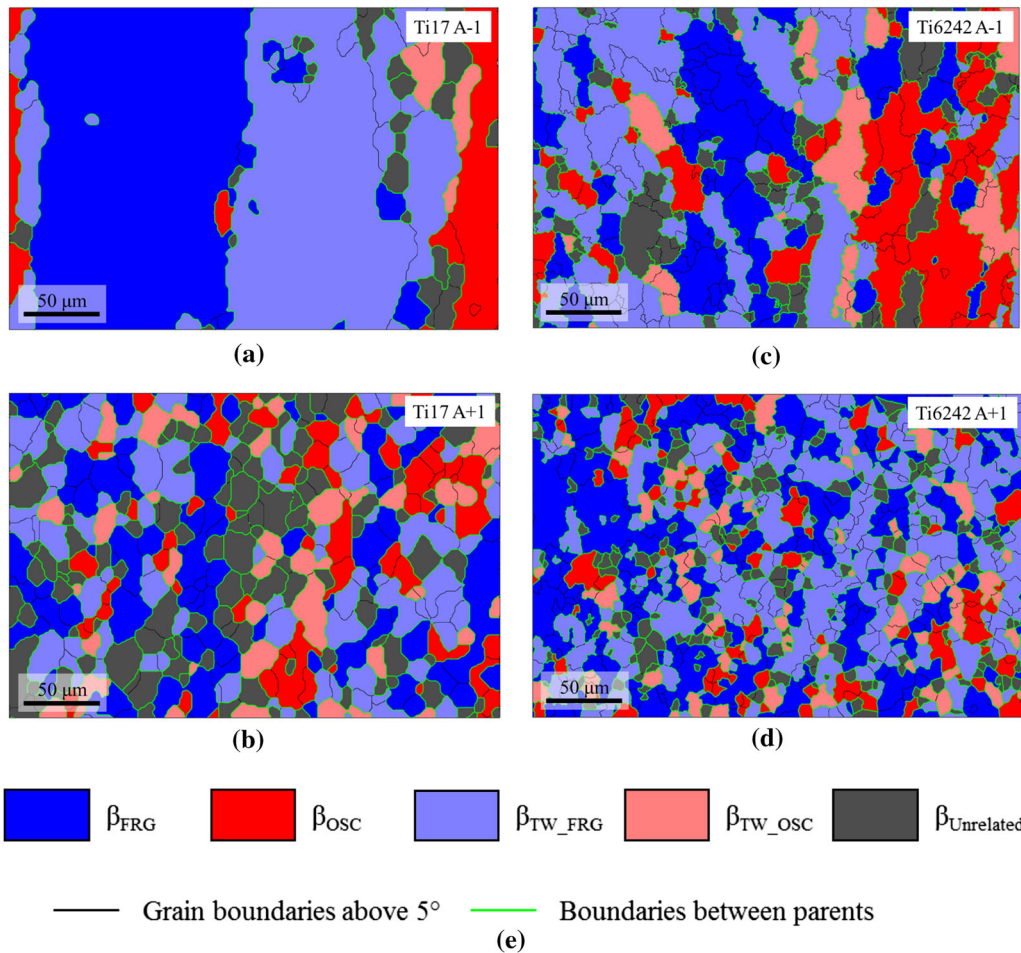 Ti17 A-1
50 µm
(a)
Ti6242 A-1
50 µm
(c)
Ti17 A+1
50 µm
(b)
Ti6242 A+1
50 µm
(d)
βFRG βOSC βTW_FRG βTW_OSC βUnrelated
Grain boundaries above 5° Boundaries between parents
(e)